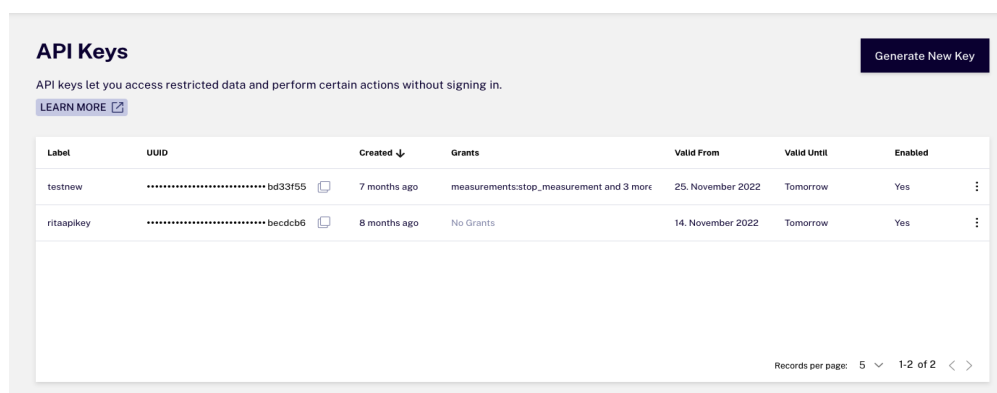 API Keys
Generate New Key
API keys let you access restricted data and perform certain actions without signing in.
LEARN MORE
Label UUID Created Grants Valid From Valid Until Enabled
testnew ••••••••••••••••••••••••••••• bd33f55 7 months ago measurements:stop_measurement and 3 more 25. November 2022 Tomorrow Yes
ritaapikey ••••••••••••••••••••••••••••• becdcb6 8 months ago No Grants 14. November 2022 Tomorrow Yes
Records per page: 5 1-2 of 2